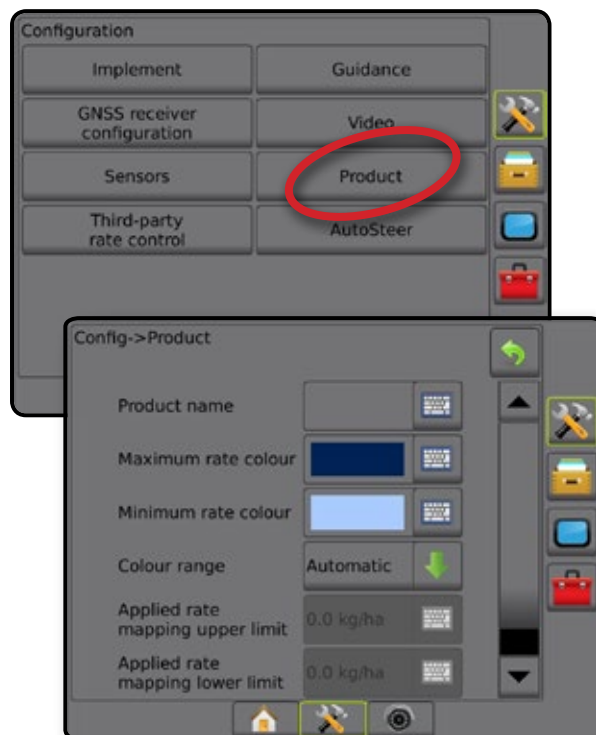 Configuration
Implement
Guidance
GNSS receiver
configuration
Video
Sensors
Product
Third-party
rate control
AutoSteer
Config->Product
Product name
Maximum rate colour
Minimum rate colour
Colour range
Automatic
Applied rate
mapping upper limit
0.0 kg/ha
Applied rate
mapping lower limit
0.0 kg/ha